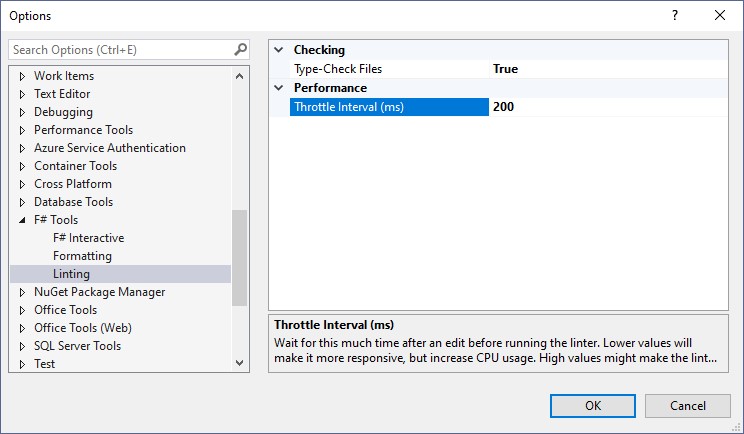 Options
Search Options (Ctrl+E)
Work Items
Text Editor
Debugging
Performance Tools
Azure Service Authentication
Container Tools
Cross Platform
Database Tools
F# Tools
F# Interactive
Formatting
Linting
NuGet Package Manager
Office Tools
Office Tools (Web)
SQL Server Tools
Test
Checking
Type-Check Files True
Performance
Throttle Interval (ms) 200
Throttle Interval (ms)
Wait for this much time after an edit before running the linter. Lower values will
make it more responsive, but increase CPU usage. High values might make the lint...
OK Cancel